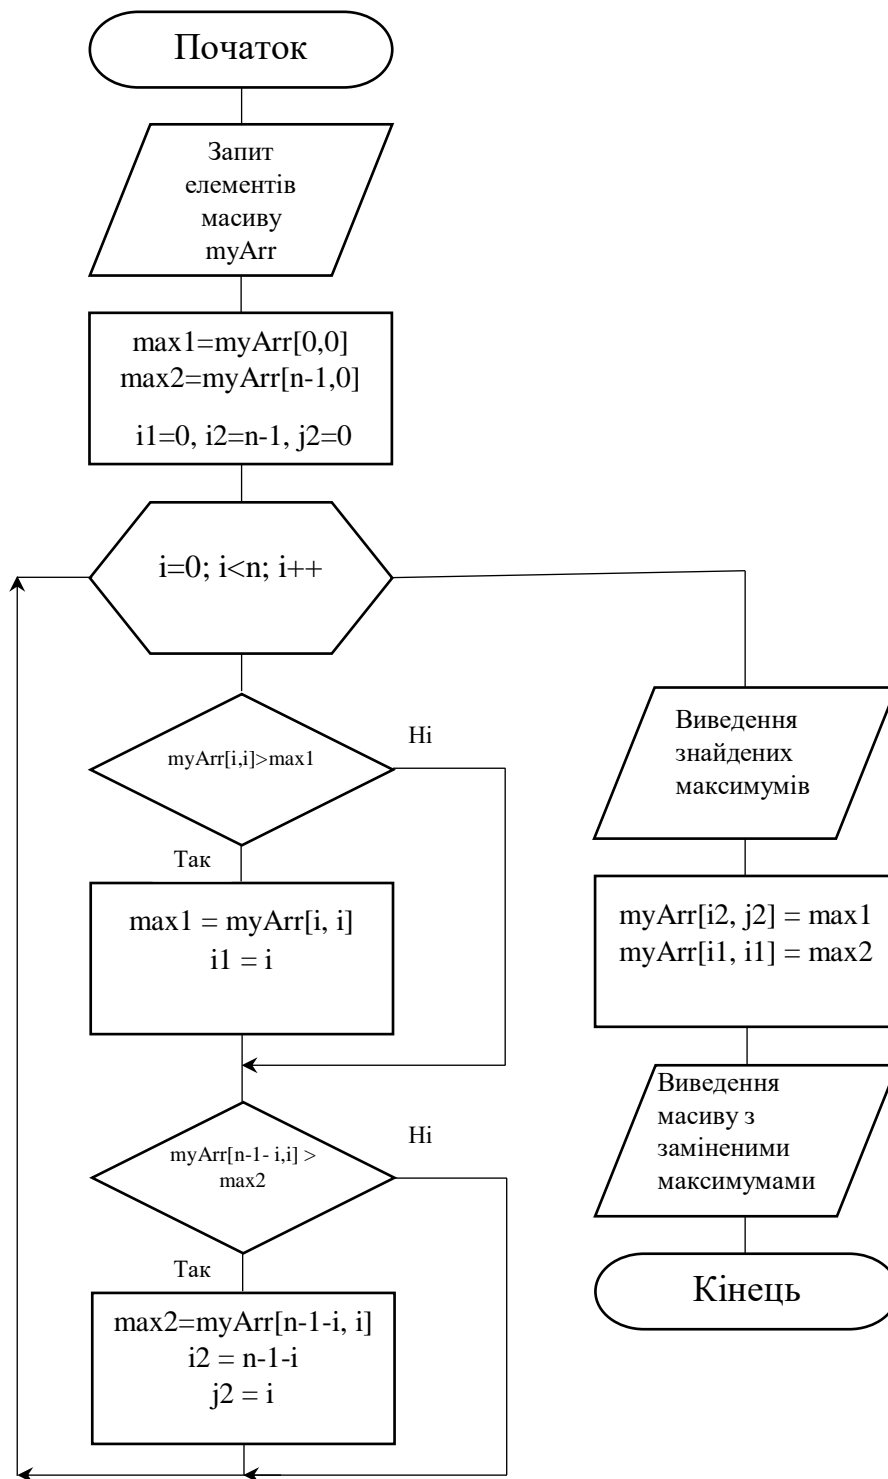 Початок
Запит
елементів
масиву
myArr
max1=myArr[0,0]
max2=myArr[n-1,0]
i1=0, i2=n-1, j2=0
i=0; i<n; i++
myArr[i,i]>max1
Ні
Так
max1 = myArr[i, i]
i1 = i
myArr[n-1- i,i] >
max2
Ні
Так
max2=myArr[n-1-i, i]
i2 = n-1-i
j2 = i
Виведення
знайдених
максимумів
myArr[i2, j2] = max1
myArr[i1, i1] = max2
Виведення
масиву з
заміненими
максимумами
Кінець